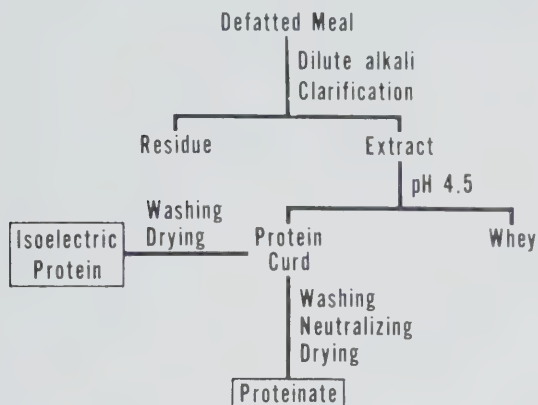 Defatted Meal
Dilute alkali
Clarification
Residue
Extract
pH 4.5
Washing
Drying
Isoelectric
Protein
Protein
Curd
Whey
Washing
Neutralizing
Drying
Proteinate